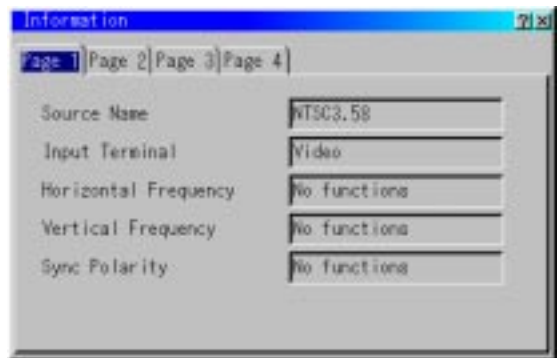 Information
Page 1 Page 2 Page 3 Page 4
Source Name NTSC3.58
Input Terminal Video
Horizontal Frequency No functions
Vertical Frequency No functions
Sync Polarity No functions